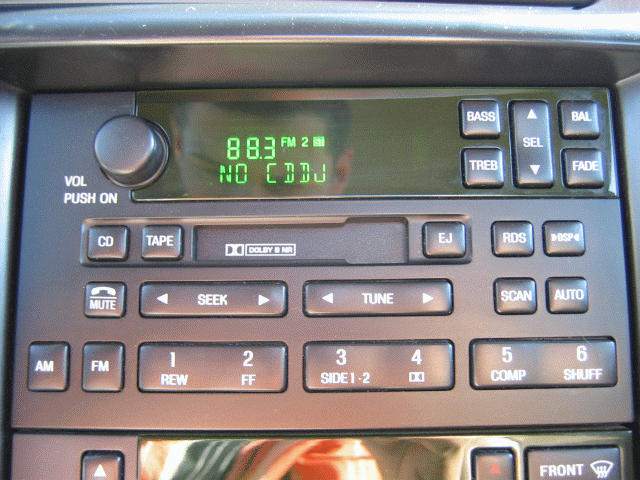 88.3 FM 2 ST
NO CDDJ
BASS SEL BAL
TREB FADE
VOL
PUSH ON
CD TAPE DOLBY B NR EJ RDS DSP
MUTE SEEK TUNE SCAN AUTO
AM FM 1 2 3 4 5 6
REW FF SIDE 1-2 COMP SHUFF
FRONT